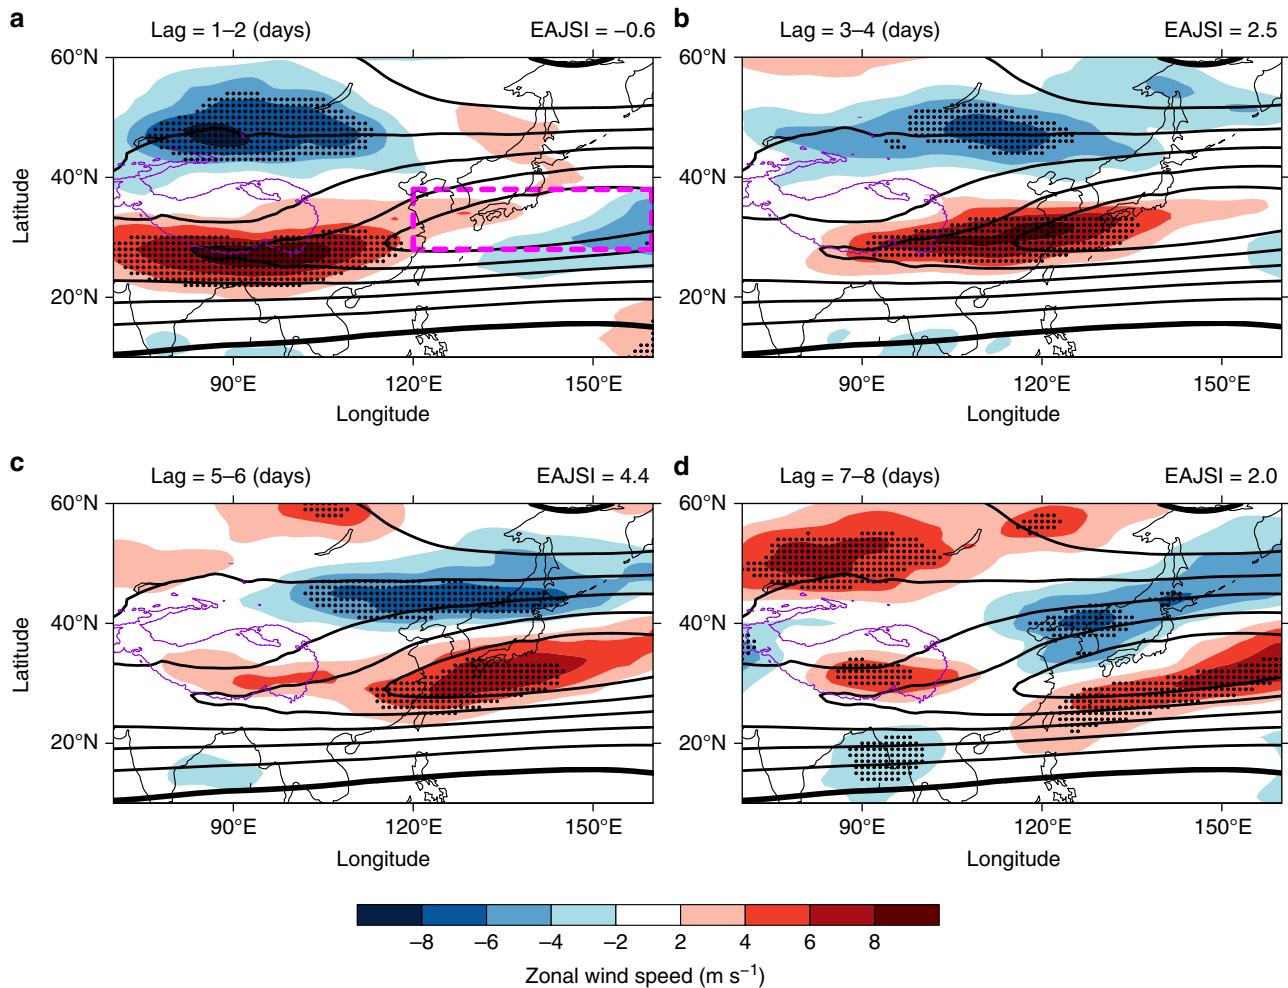 a
Lag = 1–2 (days)
EAJSI = −0.6
b
Lag = 3–4 (days)
EAJSI = 2.5
60°N
40°N
20°N
Latitude
90°E
120°E
150°E
Longitude
60°N
40°N
20°N
90°E
120°E
150°E
Longitude
c
Lag = 5–6 (days)
EAJSI = 4.4
d
Lag = 7–8 (days)
EAJSI = 2.0
60°N
40°N
20°N
Latitude
90°E
120°E
150°E
Longitude
60°N
40°N
20°N
90°E
120°E
150°E
Longitude
−8 −6 −4 −2 2 4 6 8
Zonal wind speed (m s⁻¹)